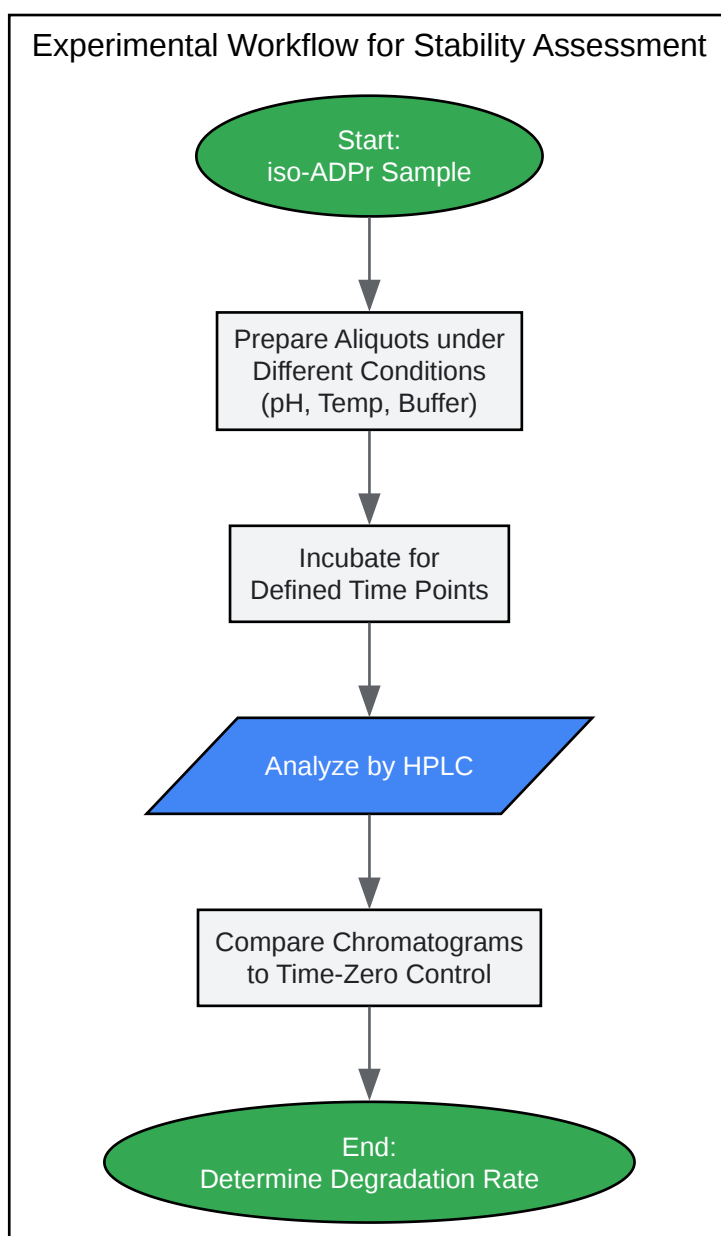 Experimental Workflow for Stability Assessment
Start:
iso-ADPr Sample
Prepare Aliquots under
Different Conditions
(pH, Temp, Buffer)
Incubate for
Defined Time Points
Analyze by HPLC
Compare Chromatograms
to Time-Zero Control
End:
Determine Degradation Rate